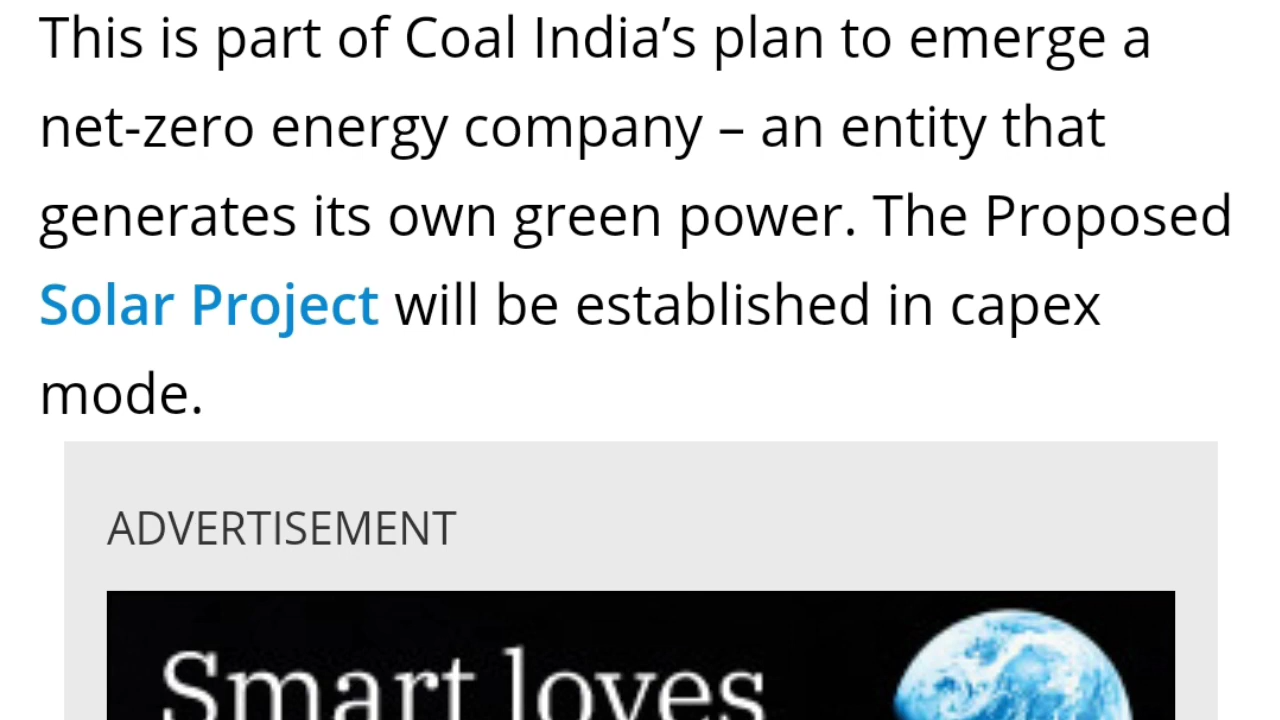 This is part of Coal India’s plan to emerge a
net-zero energy company – an entity that
generates its own green power. The Proposed
Solar Project will be established in capex
mode.
ADVERTISEMENT
Smart loves